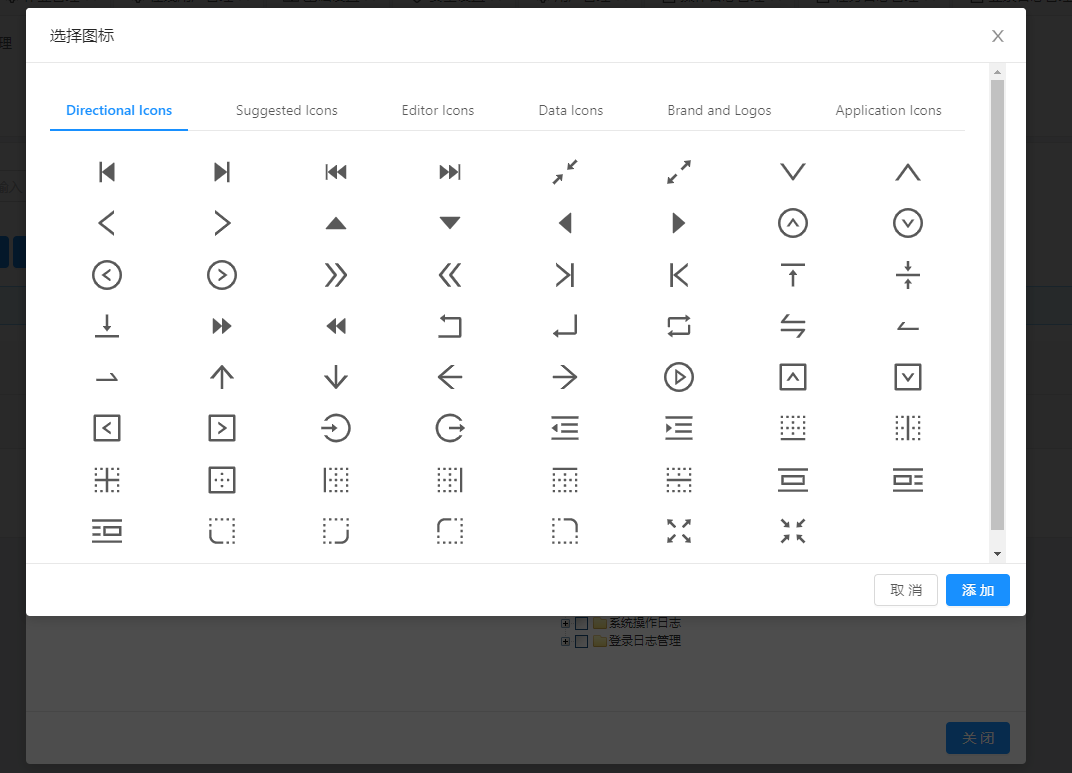 选择图标
X
Directional Icons
Suggested Icons
Editor Icons
Data Icons
Brand and Logos
Application Icons
取 消
添 加
系统操作日志
登录日志管理
关 闭